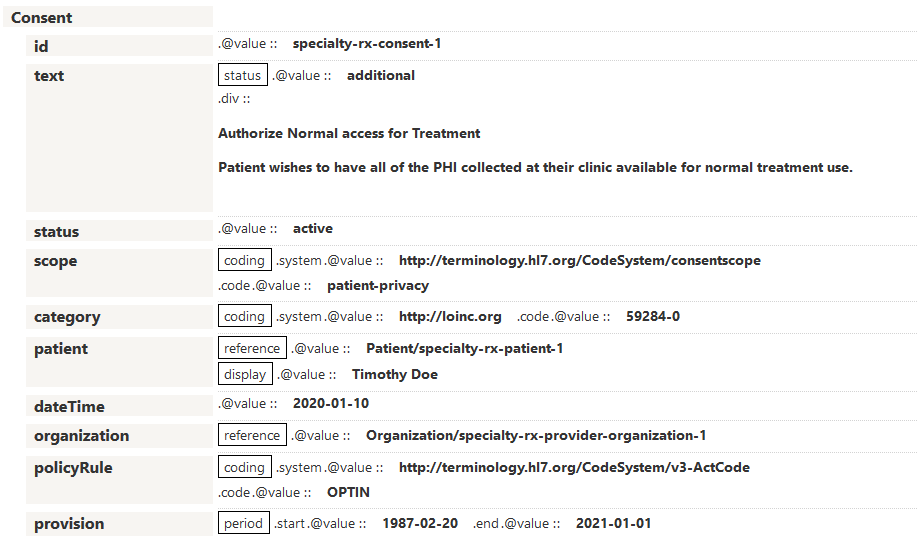 Consent
id .@value :: specialty-rx-consent-1
text status .@value :: additional
.div ::
Authorize Normal access for Treatment
Patient wishes to have all of the PHI collected at their clinic available for normal treatment use.
status .@value :: active
scope coding .system.@value :: http://terminology.hl7.org/CodeSystem/consentscope
.code.@value :: patient-privacy
category coding .system.@value :: http://loinc.org .code.@value :: 59284-0
patient reference .@value :: Patient/specialty-rx-patient-1
display .@value :: Timothy Doe
dateTime .@value :: 2020-01-10
organization reference .@value :: Organization/specialty-rx-provider-organization-1
policyRule coding .system.@value :: http://terminology.hl7.org/CodeSystem/v3-ActCode
.code.@value :: OPTIN
provision period .start.@value :: 1987-02-20 .end.@value :: 2021-01-01